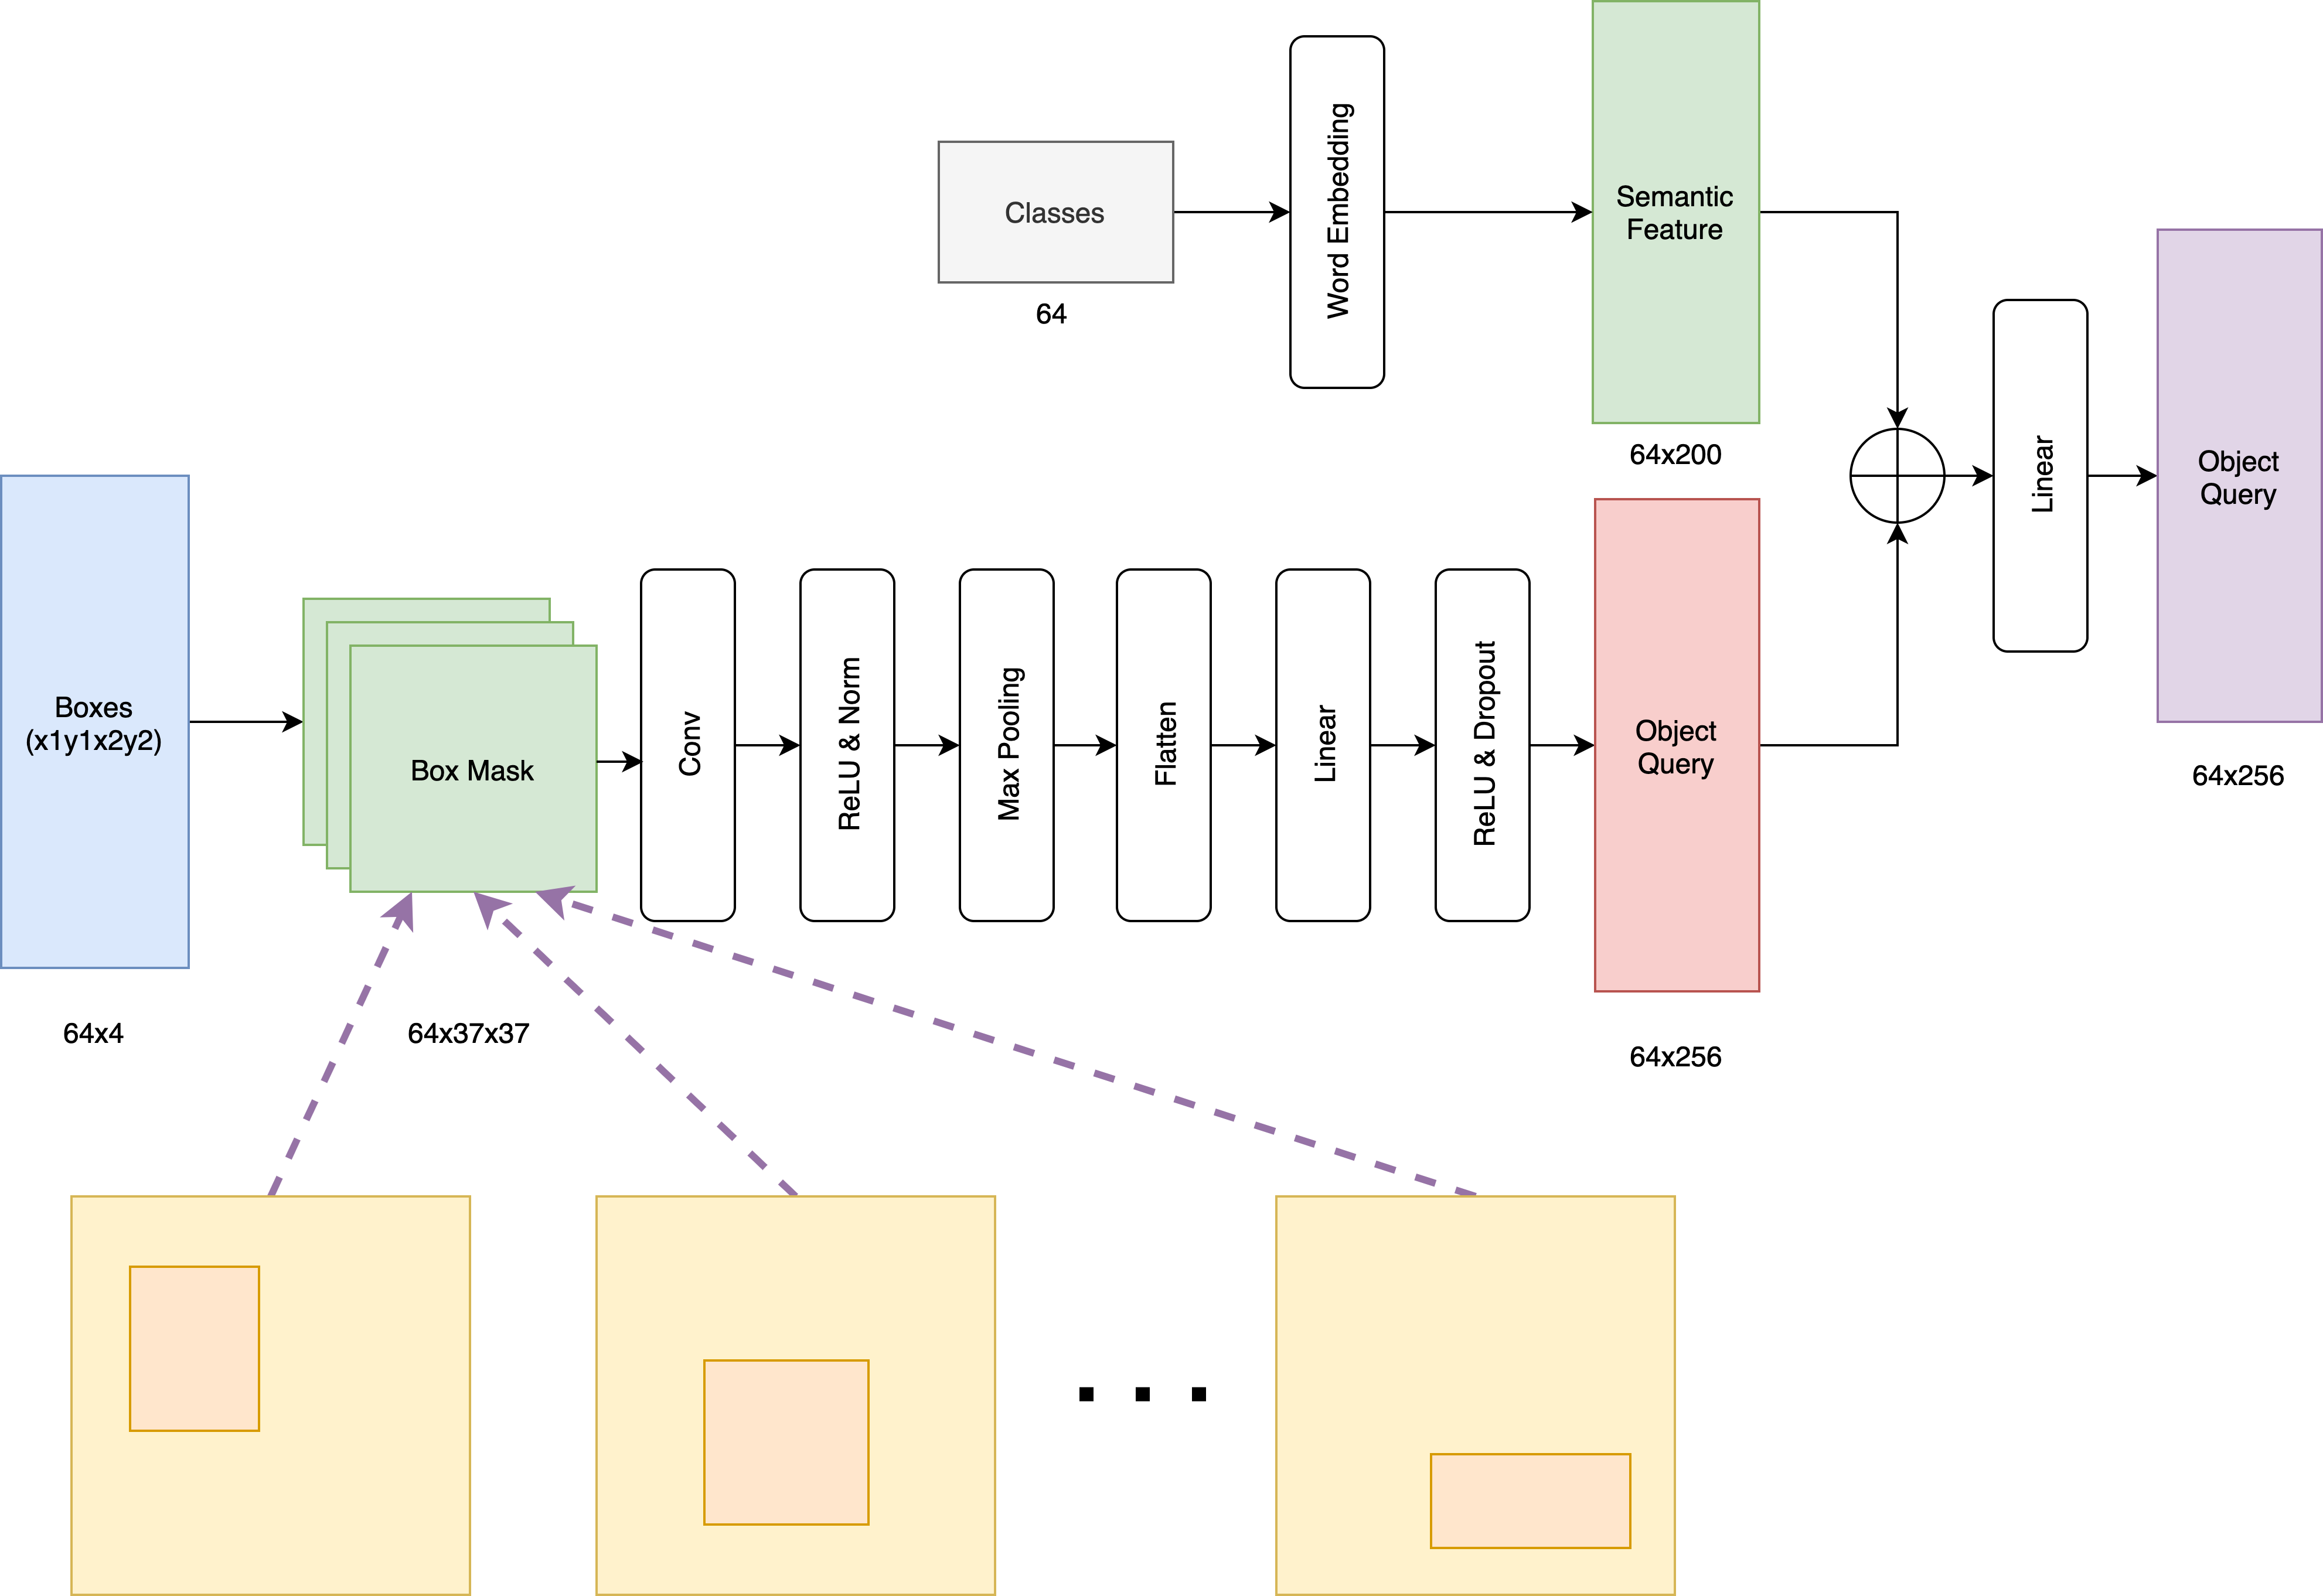 Classes
64
Word Embedding
Semantic
Feature
64x200
Linear
Object
Query
64x256
Boxes
(x1y1x2y2)
64x4
Box Mask
64x37x37
Conv
ReLU & Norm
Max Pooling
Flatten
Linear
ReLU & Dropout
Object
Query
64x256